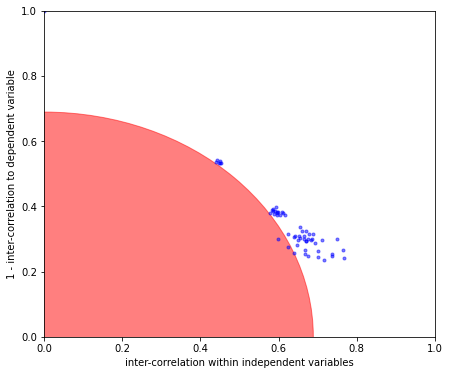 1.0
0.8
0.6
0.4
0.2
0.0
1 - inter-correlation to dependent variable
0.0 0.2 0.4 0.6 0.8 1.0
inter-correlation within independent variables